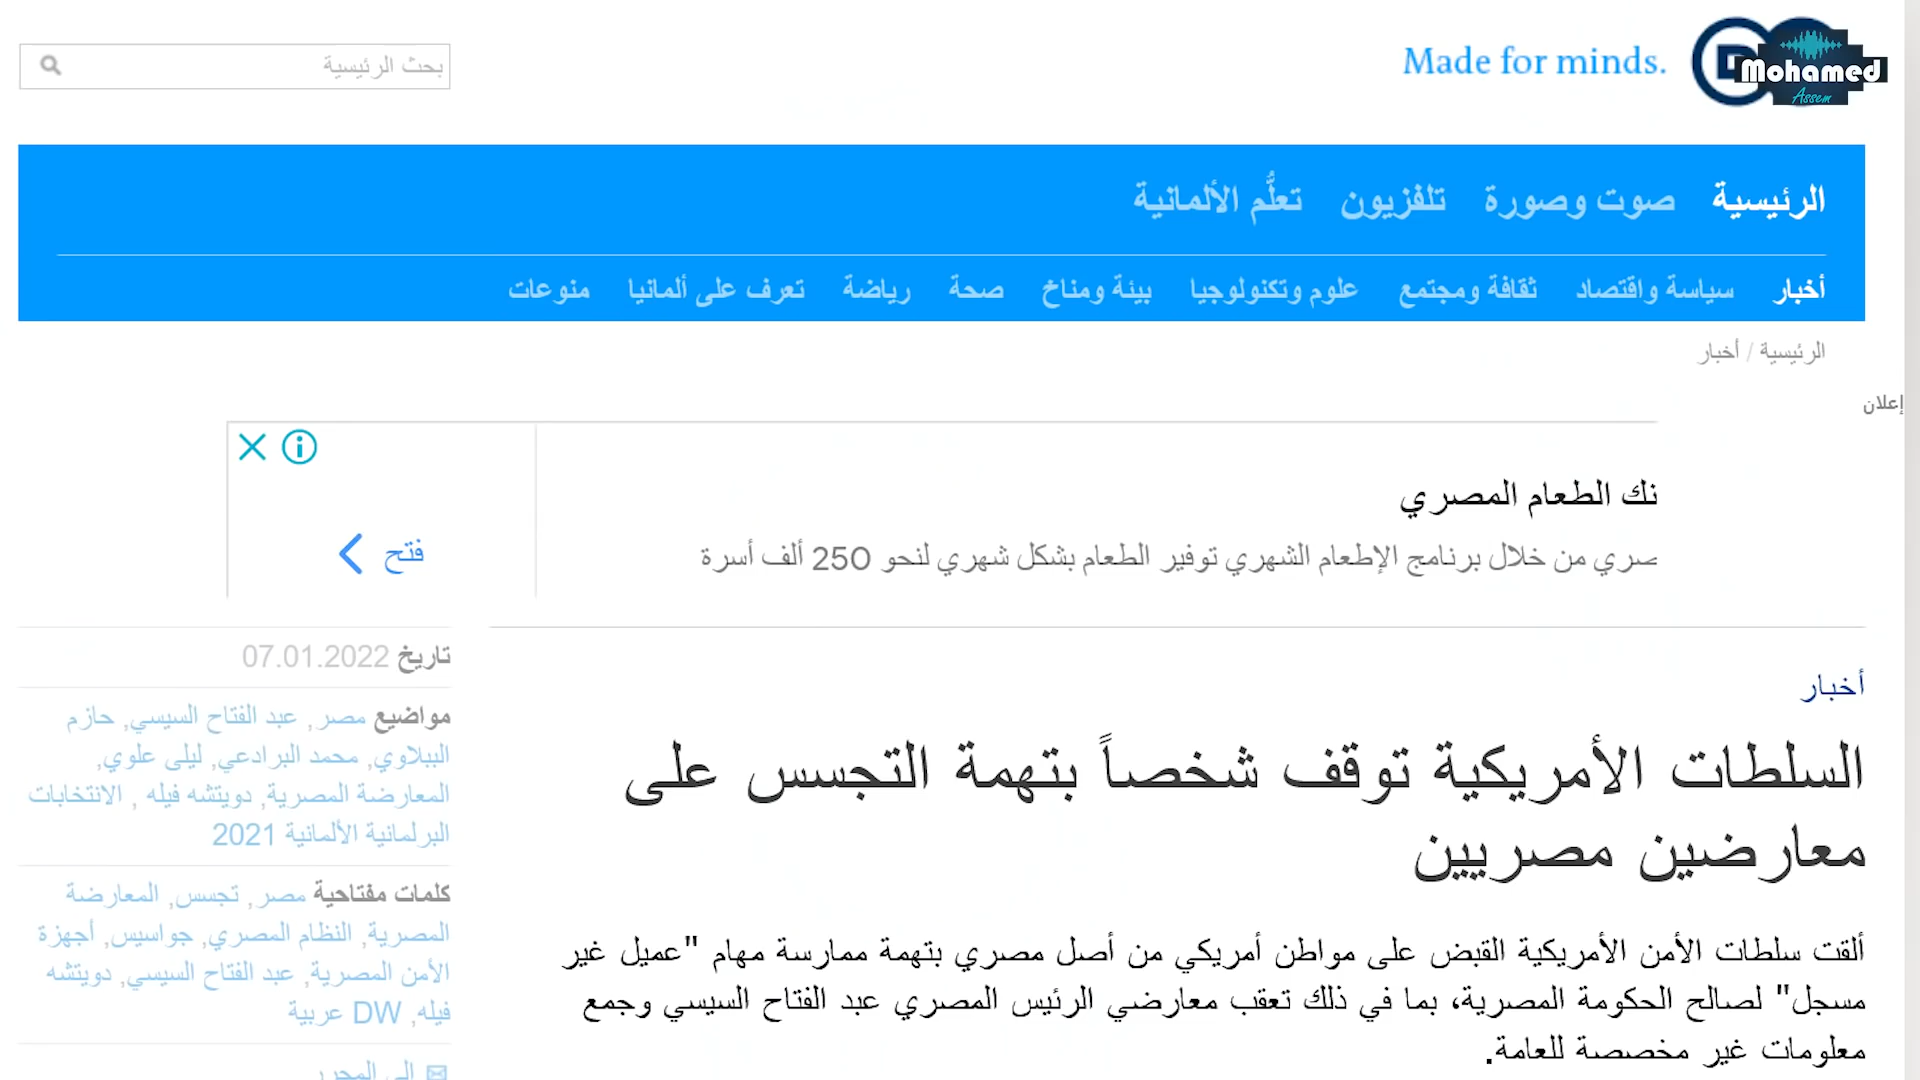 Made for minds.
Mohamed
Assem
بحث الرئيسية
الرئيسية صوت وصورة تلفزيون تعلُّم الألمانية
أخبار سياسة واقتصاد ثقافة ومجتمع علوم وتكنولوجيا بيئة ومناخ صحة رياضة تعرف على ألمانيا منوعات
الرئيسية / أخبار
إعلان
نك الطعام المصري
صري من خلال برنامج الإطعام الشهري توفير الطعام بشكل شهري لنحو 250 ألف أسرة
فتح
أخبار
السلطات الأمريكية توقف شخصاً بتهمة التجسس على
معارضين مصريين
ألقت سلطات الأمن الأمريكية القبض على مواطن أمريكي من أصل مصري بتهمة ممارسة مهام "عميل غير
مسجل" لصالح الحكومة المصرية، بما في ذلك تعقب معارضي الرئيس المصري عبد الفتاح السيسي وجمع
معلومات غير مخصصة للعامة.
تاريخ 07.01.2022
مواضيع مصر, عبد الفتاح السيسي, حازم
الببلاوي, محمد البرادعي, ليلى علوي,
المعارضة المصرية, دويتشه فيله , الانتخابات
البرلمانية الألمانية 2021
كلمات مفتاحية مصر, تجسس, المعارضة
المصرية, النظام المصري, جواسيس, أجهزة
الأمن المصرية, عبد الفتاح السيسي, دويتشه
فيله, DW عربية
إلى المحرر